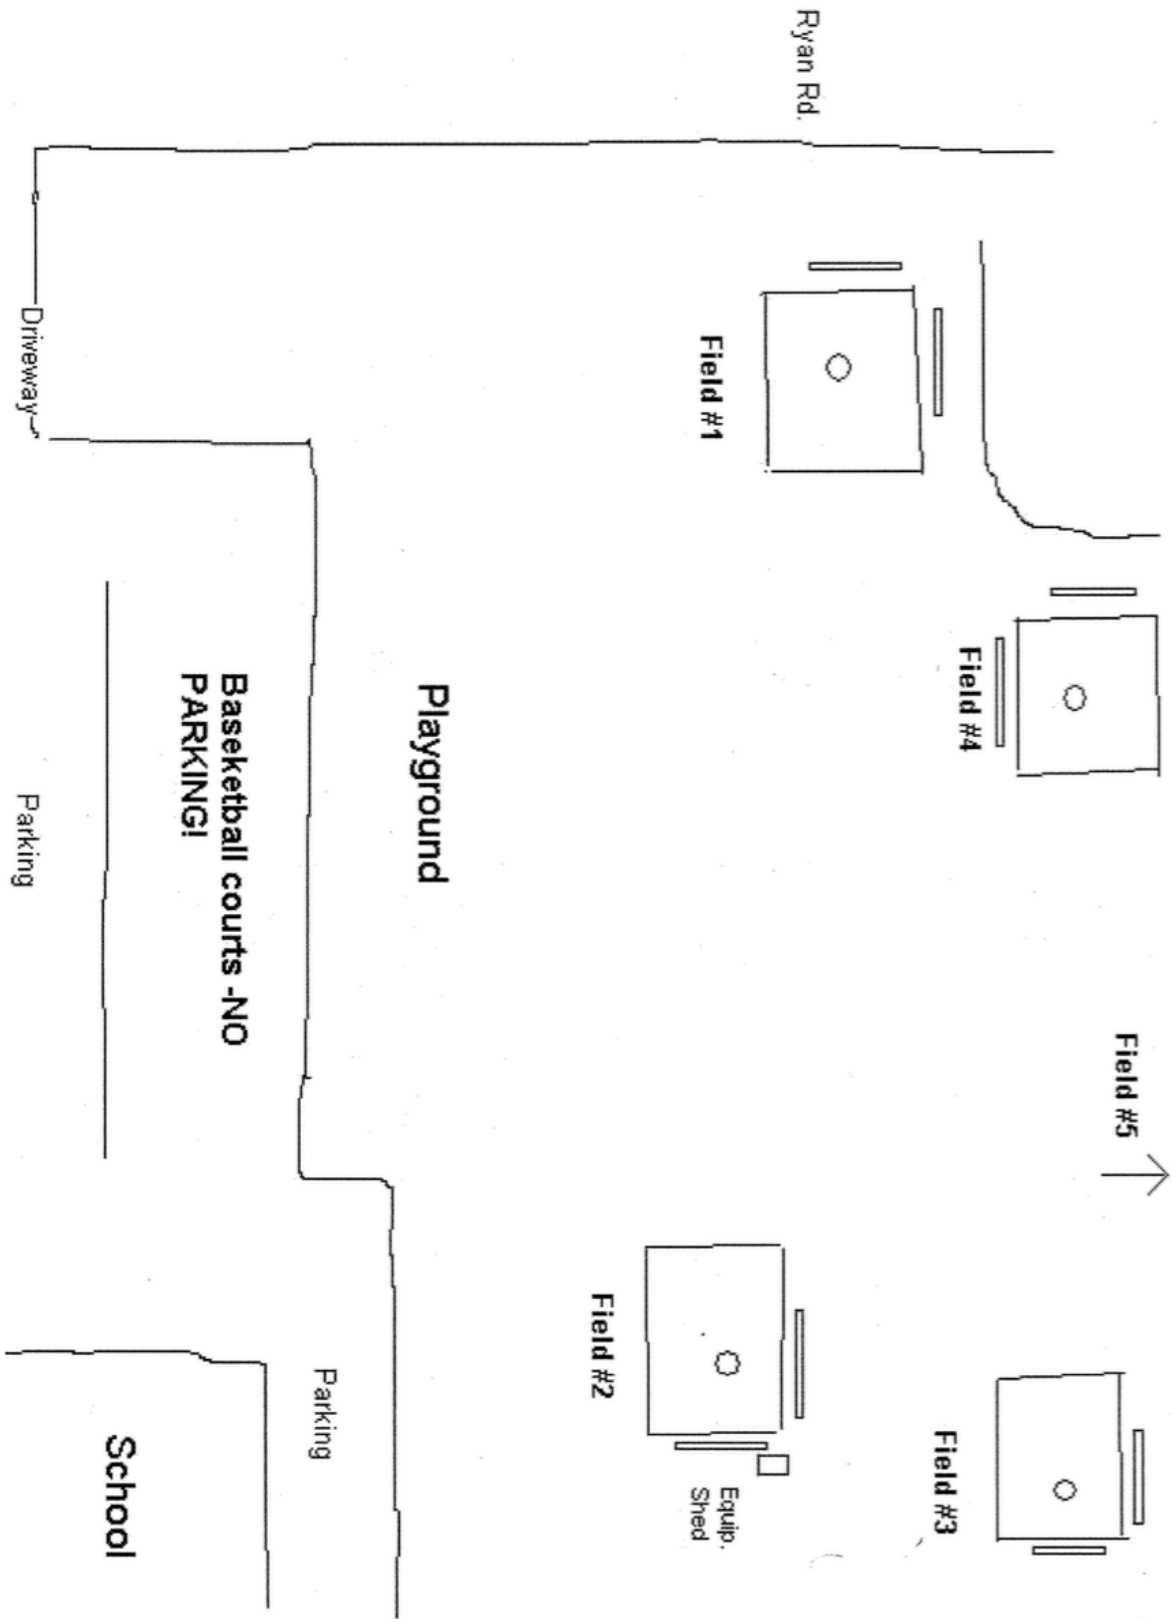 Field #5
Field #4
Field #3
Ryan Rd.
Field #1
Equip.
Shed
Field #2
Playground
Parking
Baseketball courts -NO
PARKING!
School
Driveway
Parking